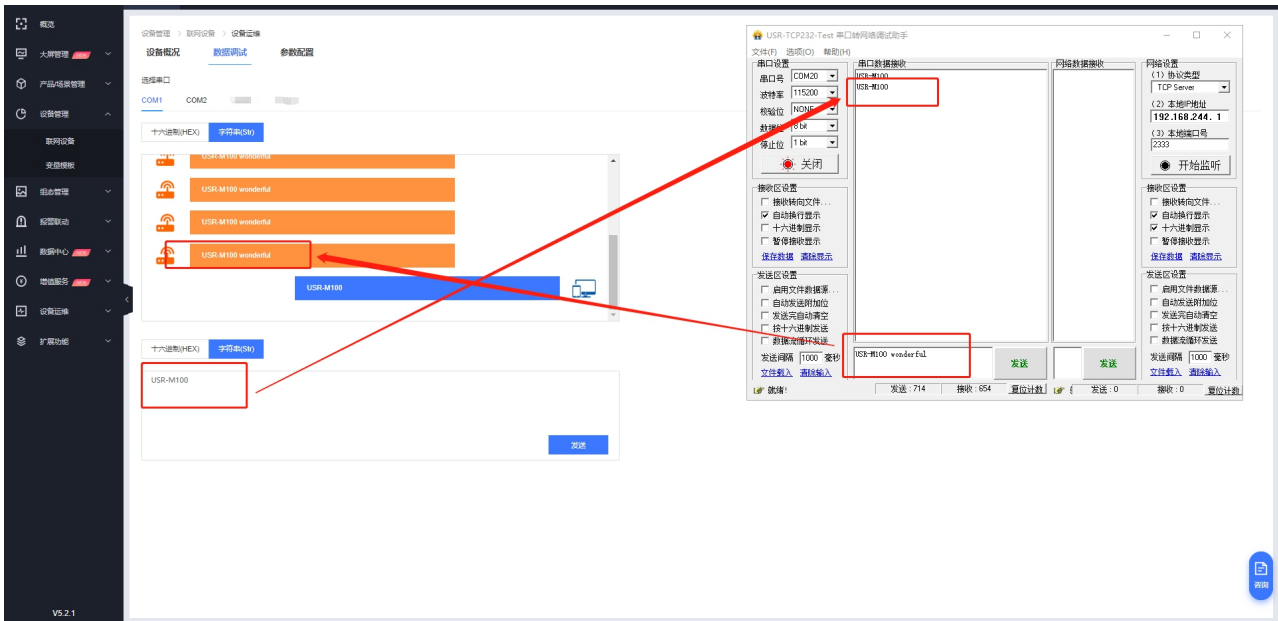 概览
大屏管理
产品/场景管理
设备管理
联网设备
变量模板
组态管理
报警联动
数据中心
增值服务
设备运维
扩展功能
V5.2.1
设备管理 > 联网设备 > 设备运维
设备概况 数据调试 参数配置
选择串口
COM1 COM2
十六进制(HEX) 字符串(Str)
USR-M100 wonderful
USR-M100 wonderful
USR-M100 wonderful
USR-M100 wonderful
USR-M100
十六进制(HEX) 字符串(Str)
USR-M100
发送
USR-TCP232-Test 串口转网络调试助手
文件(F) 选项(O) 帮助(H)
串口设置
串口号 COM20
波特率 115200
校验位 NONE
数据位 8 bit
停止位 1 bit
关闭
接收区设置
接收转向文件...
自动换行显示
十六进制显示
暂停接收显示
保存数据 清除显示
发送区设置
启用文件数据源...
自动发送附加位
发送完自动清空
按十六进制发送
数据流循环发送
发送间隔 1000 毫秒
文件载入 清除输入
就绪!
串口数据接收
USR-M100
USR-M100
USR-M100 wonderful
发送
发送:714 接收:654 复位计数
网络数据接收
发送
发送:0 接收:0 复位计数
网络设置
(1) 协议类型
TCP Server
(2) 本地IP地址
192.168.244. 1
(3) 本地端口号
2333
开始监听
接收区设置
接收转向文件...
自动换行显示
十六进制显示
暂停接收显示
保存数据 清除显示
发送区设置
启用文件数据源...
自动发送附加位
发送完自动清空
按十六进制发送
数据流循环发送
发送间隔 1000 毫秒
文件载入 清除输入
咨询